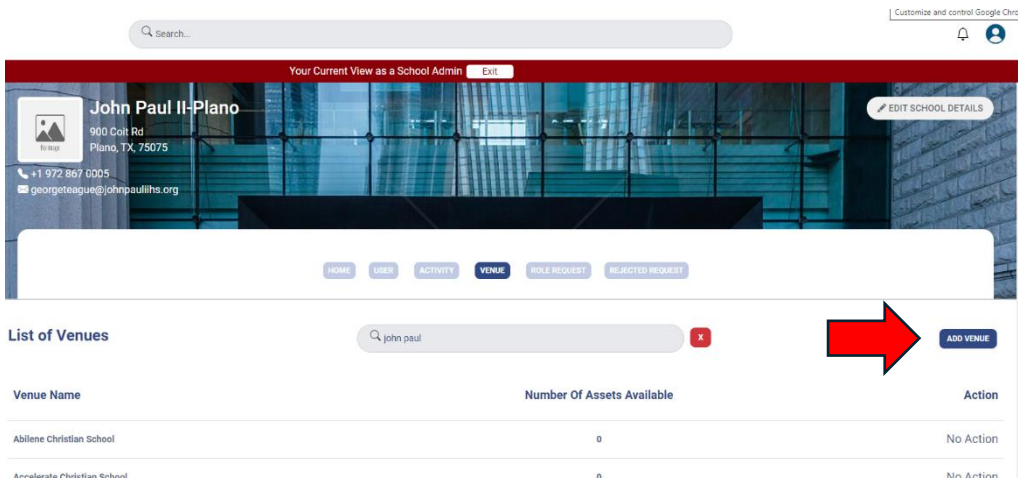 Customize and control Google Chro
Search...
Your Current View as a School Admin Exit
John Paul II-Plano
900 Coit Rd
Plano, TX, 75075
+1 972 867 0005
georgeteague@johnpauliihs.org
EDIT SCHOOL DETAILS
HOME USER ACTIVITY VENUE ROLE REQUEST REJECTED REQUEST
List of Venues
john paul
X
ADD VENUE
Venue Name Number Of Assets Available Action
Abilene Christian School 0 No Action
Accelerate Christian School 0 No Action